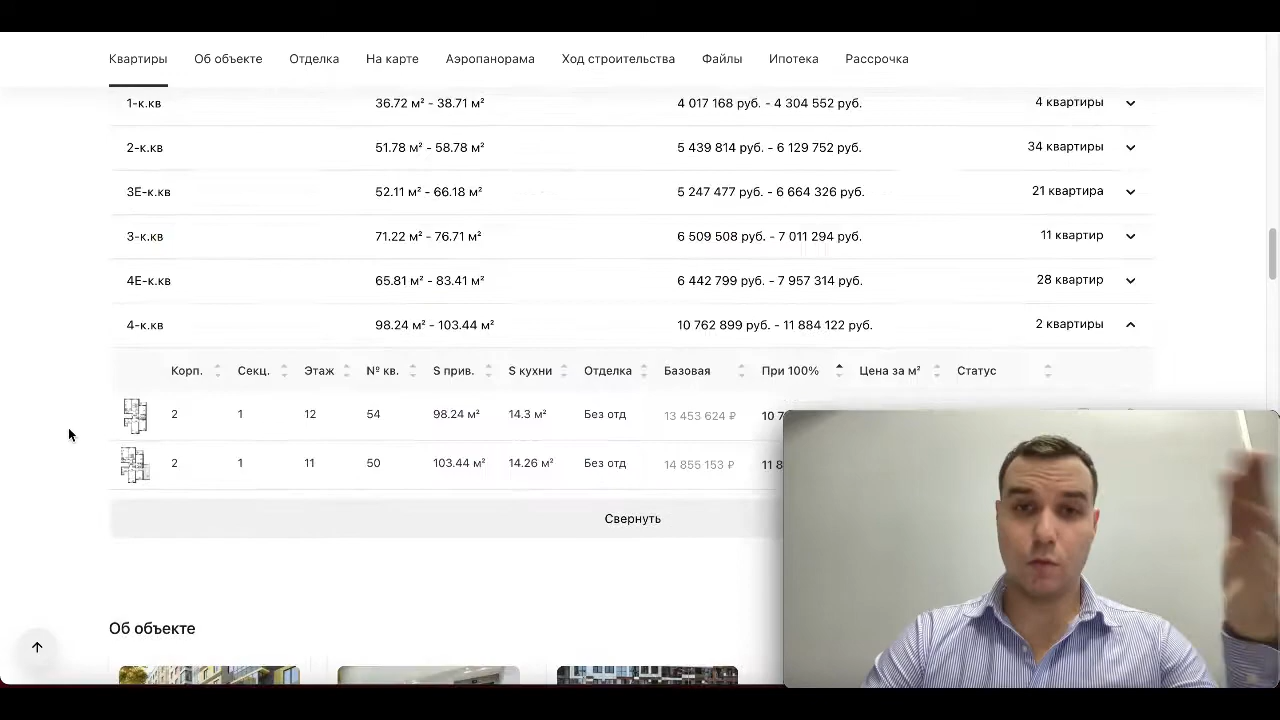 Квартиры Об объекте Отделка На карте Аэропанорама Ход строительства Файлы Ипотека Рассрочка
1-к.кв 36.72 м² - 38.71 м² 4 017 168 руб. - 4 304 552 руб. 4 квартиры
2-к.кв 51.78 м² - 58.78 м² 5 439 814 руб. - 6 129 752 руб. 34 квартиры
3Е-к.кв 52.11 м² - 66.18 м² 5 247 477 руб. - 6 664 326 руб. 21 квартира
3-к.кв 71.22 м² - 76.71 м² 6 509 508 руб. - 7 011 294 руб. 11 квартир
4Е-к.кв 65.81 м² - 83.41 м² 6 442 799 руб. - 7 957 314 руб. 28 квартир
4-к.кв 98.24 м² - 103.44 м² 10 762 899 руб. - 11 884 122 руб. 2 квартиры
Корп. Секц. Этаж № кв. S прив. S кухни Отделка Базовая При 100% Цена за м² Статус
2 1 12 54 98.24 м² 14.3 м² Без отд 13 453 624 ₽ 10 7
2 1 11 50 103.44 м² 14.26 м² Без отд 14 855 153 ₽ 11 8
Свернуть
Об объекте